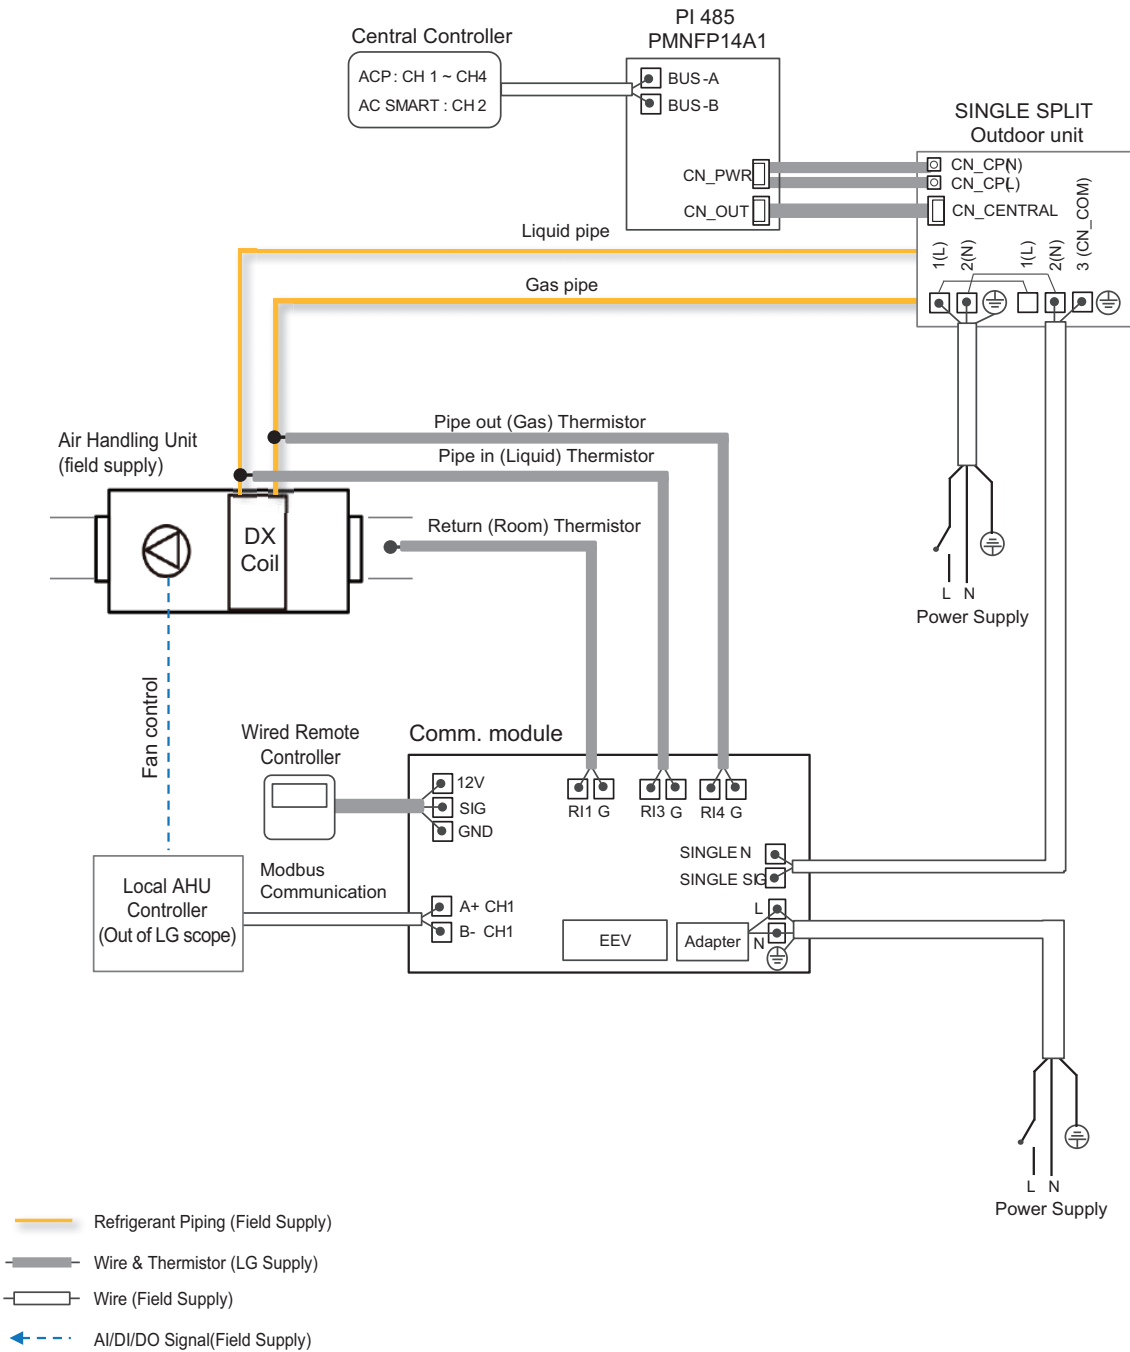 PI 485
PMNFP14A1
Central Controller
ACP : CH 1 ~ CH4
AC SMART : CH 2
BUS-A
BUS-B
CN_PWR
CN_OUT
SINGLE SPLIT
Outdoor unit
CN_CP(N)
CN_CP(L)
CN_CENTRAL
1(L)
2(N)
1(L)
2(N)
3 (CN_COM)
Liquid pipe
Gas pipe
Pipe out (Gas) Thermistor
Pipe in (Liquid) Thermistor
Return (Room) Thermistor
Air Handling Unit
(field supply)
DX
Coil
L N
Power Supply
Fan control
Wired Remote
Controller
Comm. module
12V
SIG
GND
RI1 G
RI3 G
RI4 G
SINGLE N
SINGLE SIG
Modbus
Communication
Local AHU
Controller
(Out of LG scope)
A+ CH1
B- CH1
EEV
Adapter
L
N
L N
Power Supply
Refrigerant Piping (Field Supply)
Wire & Thermistor (LG Supply)
Wire (Field Supply)
AI/DI/DO Signal(Field Supply)